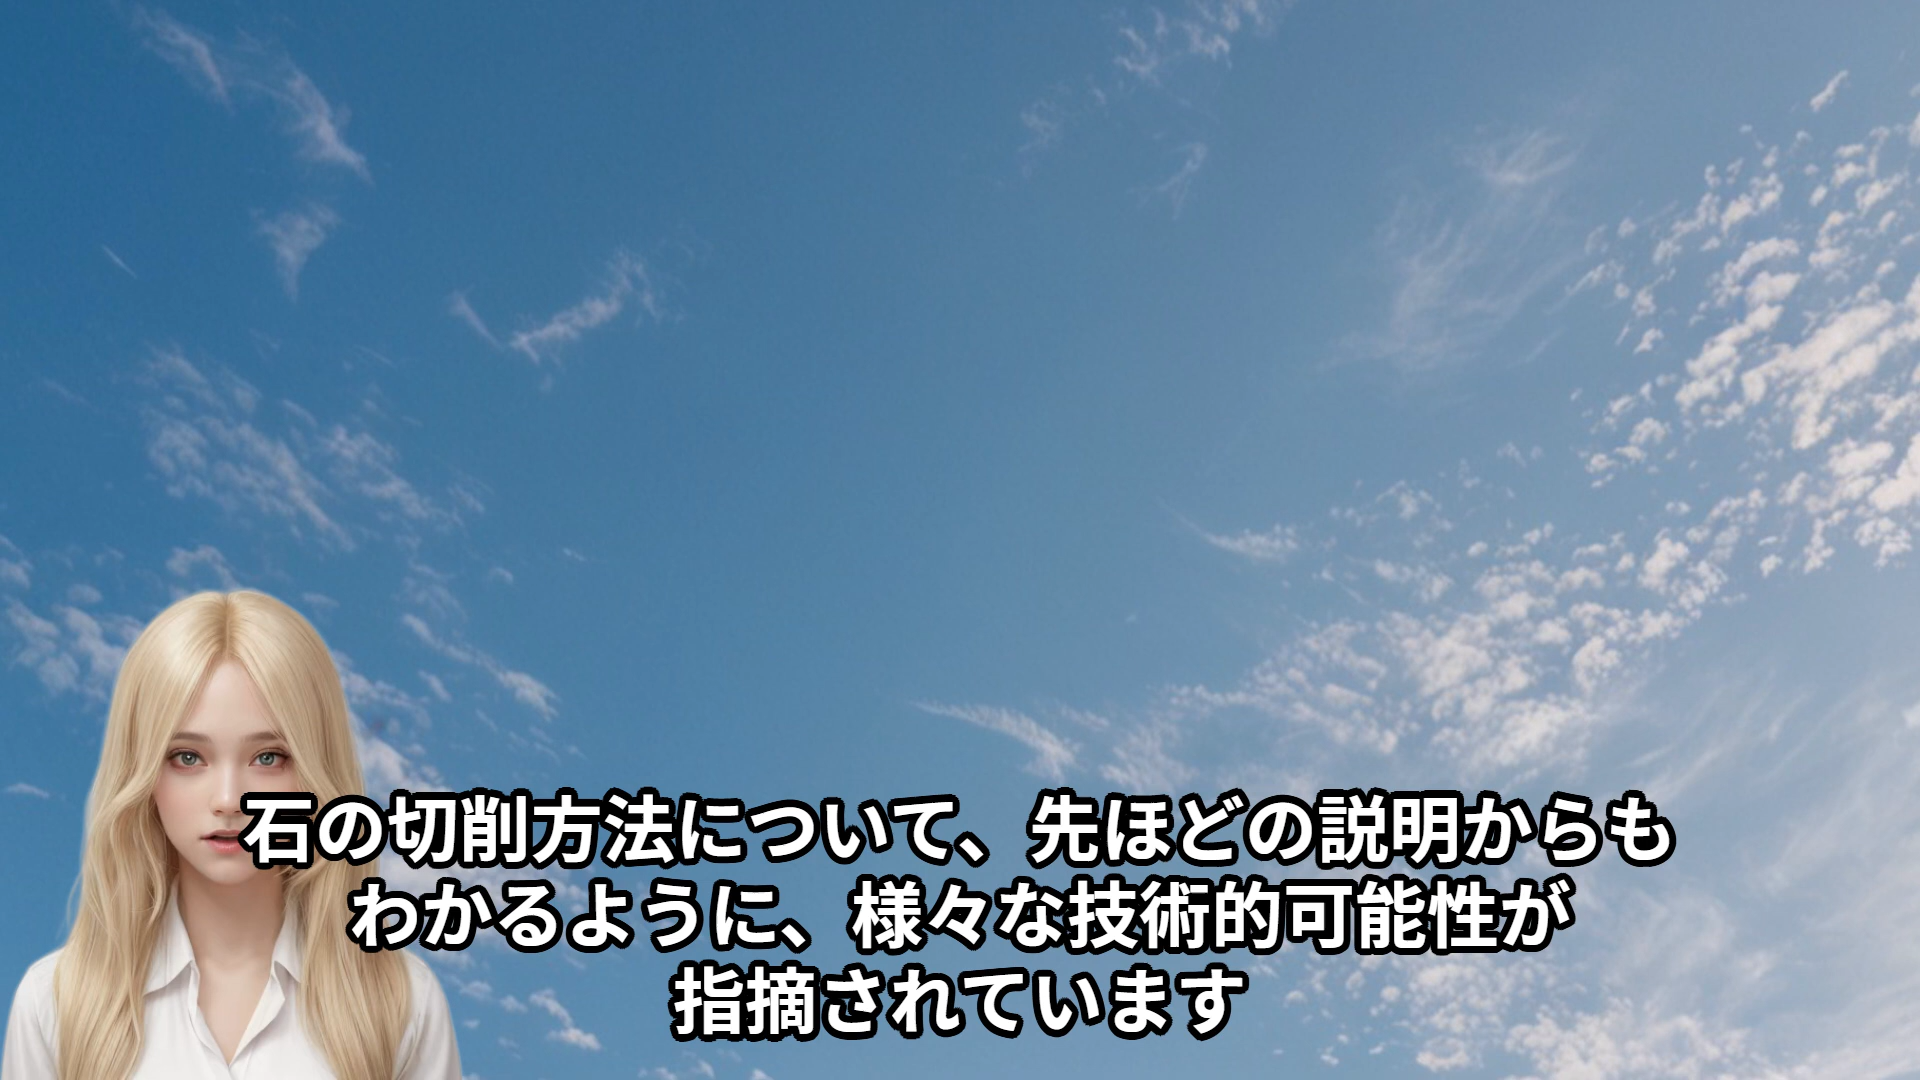 石の切削方法について、先ほどの説明からも
わかるように、様々な技術的可能性が
指摘されています